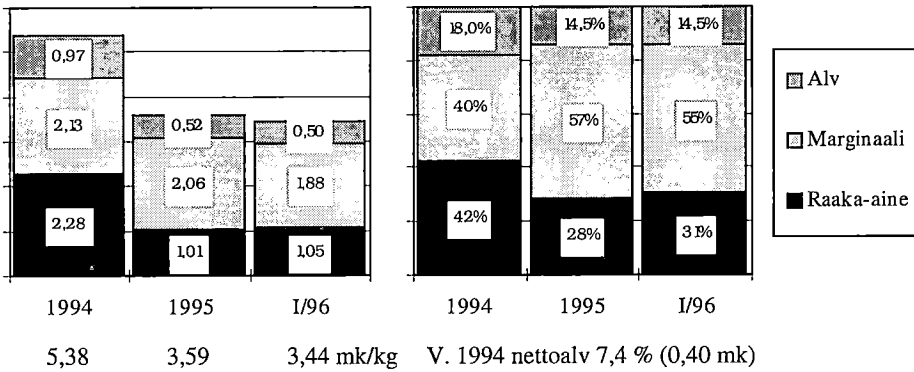 0,97 18,0% 14,5% 14,5%
Alv
2,13 0,52 0,50 40% 57% 55%
Marginaali
2,06 1,88
Raaka-aine
2,28 1,01 1,05 42% 28% 31%
1994 1995 I/96 1994 1995 I/96
5,38 3,59 3,44 mk/kg V. 1994 nettoalv 7,4 % (0,40 mk)